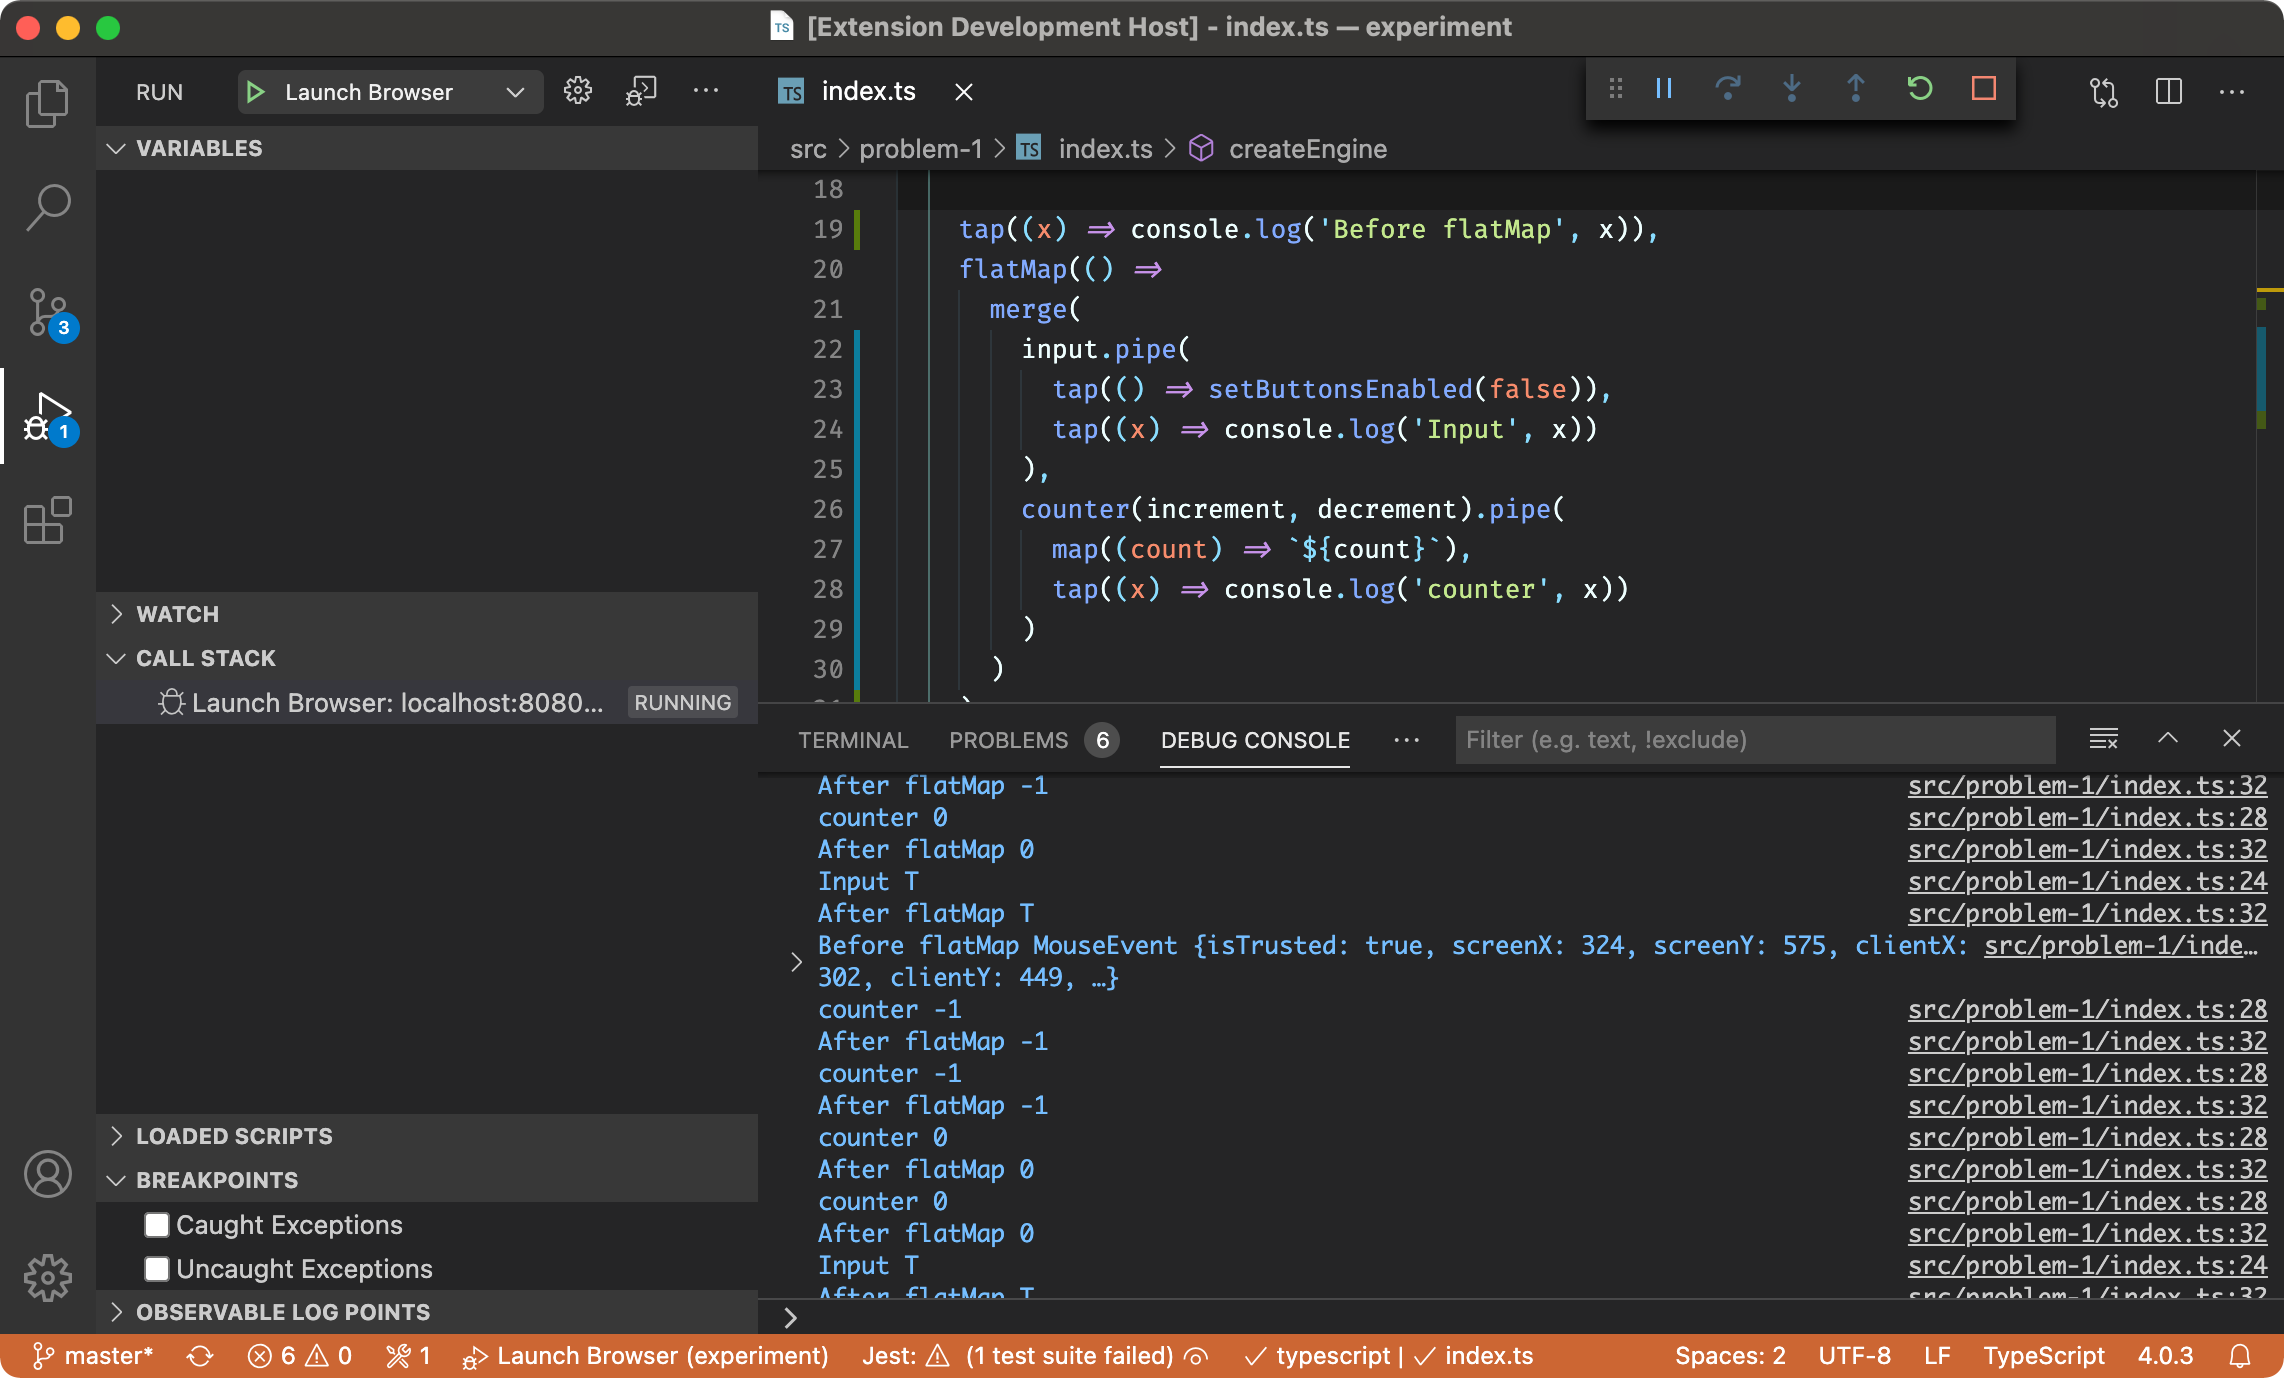 [Extension Development Host] - index.ts — experiment
RUN
Launch Browser
VARIABLES
WATCH
CALL STACK
Launch Browser: localhost:8080...
RUNNING
LOADED SCRIPTS
BREAKPOINTS
Caught Exceptions
Uncaught Exceptions
OBSERVABLE LOG POINTS
3
1
TS index.ts
src > problem-1 > TS index.ts > createEngine
18
19 tap((x) => console.log('Before flatMap', x)),
20 flatMap(() =>
21 merge(
22 input.pipe(
23 tap(() => setButtonsEnabled(false)),
24 tap((x) => console.log('Input', x))
25 ),
26 counter(increment, decrement).pipe(
27 map((count) => `${count}`),
28 tap((x) => console.log('counter', x))
29 )
30 )
TERMINAL PROBLEMS 6 DEBUG CONSOLE ··· Filter (e.g. text, !exclude)
After flatMap -1 src/problem-1/index.ts:32
counter 0 src/problem-1/index.ts:28
After flatMap 0 src/problem-1/index.ts:32
Input T src/problem-1/index.ts:24
After flatMap T src/problem-1/index.ts:32
Before flatMap MouseEvent {isTrusted: true, screenX: 324, screenY: 575, clientX: src/problem-1/inde…
302, clientY: 449, …}
counter -1 src/problem-1/index.ts:28
After flatMap -1 src/problem-1/index.ts:32
counter -1 src/problem-1/index.ts:28
After flatMap -1 src/problem-1/index.ts:32
counter 0 src/problem-1/index.ts:28
After flatMap 0 src/problem-1/index.ts:32
counter 0 src/problem-1/index.ts:28
After flatMap 0 src/problem-1/index.ts:32
Input T src/problem-1/index.ts:24
After flatMap T src/problem-1/index.ts:32
master* 6 0 1 Launch Browser (experiment) Jest: (1 test suite failed) typescript | index.ts Spaces: 2 UTF-8 LF TypeScript 4.0.3